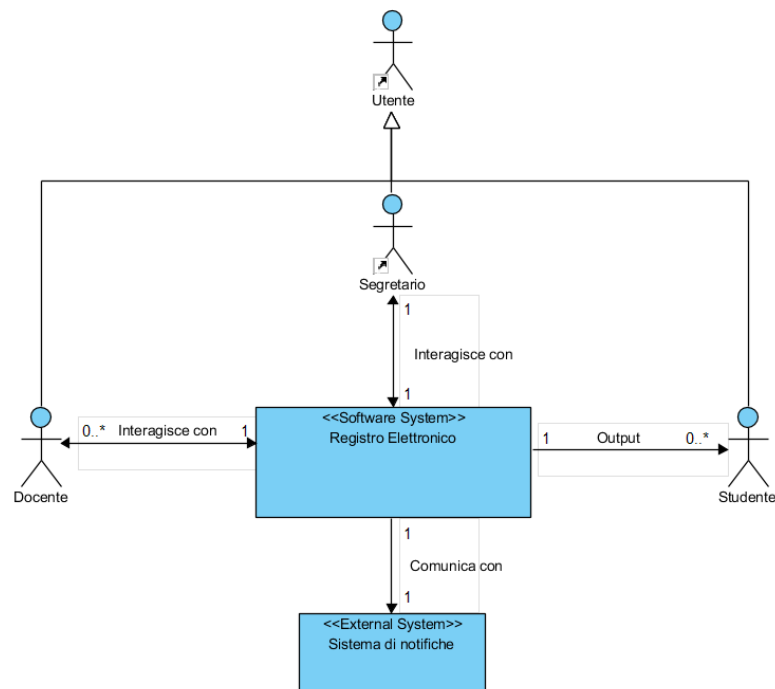 Utente
Segretario
1
Interagisce con
1
<<Software System>>
Registro Elettronico
0..*
Interagisce con
1
Docente
1
Output
0..*
Studente
1
Comunica con
1
<<External System>>
Sistema di notifiche